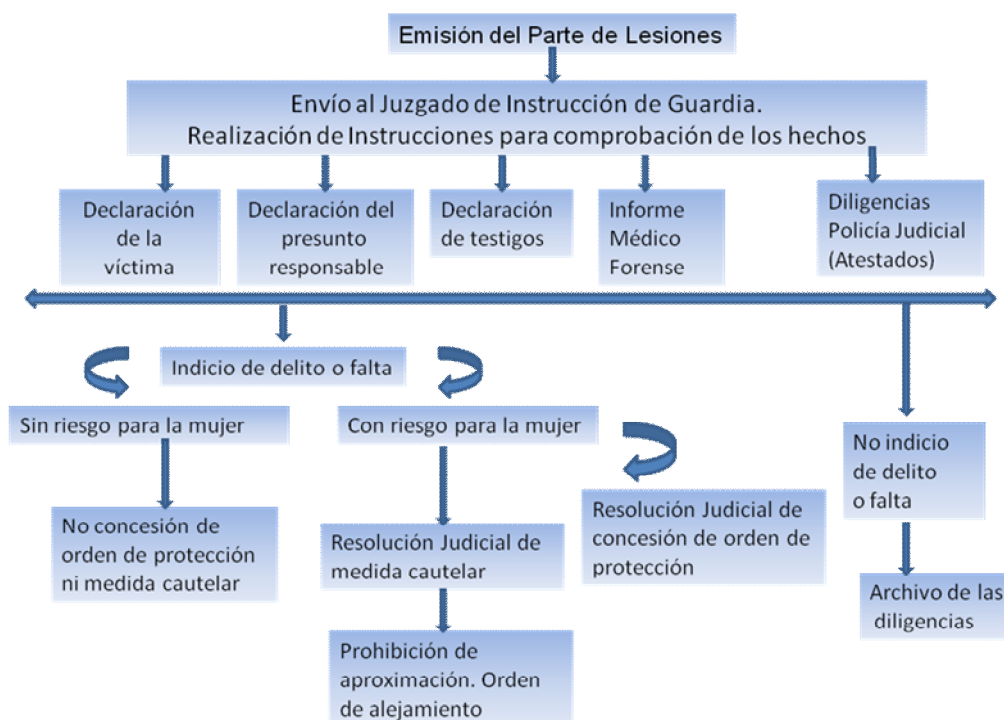 Emisión del Parte de Lesiones
Envío al Juzgado de Instrucción de Guardia.
Realización de Instrucciones para comprobación de los hechos
Declaración
de la
víctima
Declaración del
presunto
responsable
Declaración
de testigos
Informe
Médico
Forense
Diligencias
Policía Judicial
(Atestados)
Indicio de delito o falta
Sin riesgo para la mujer
Con riesgo para la mujer
No indicio
de delito
o falta
No concesión de
orden de protección
ni medida cautelar
Resolución Judicial de
medida cautelar
Resolución Judicial de
concesión de orden de
protección
Archivo de las
diligencias
Prohibición de
aproximación. Orden
de alejamiento